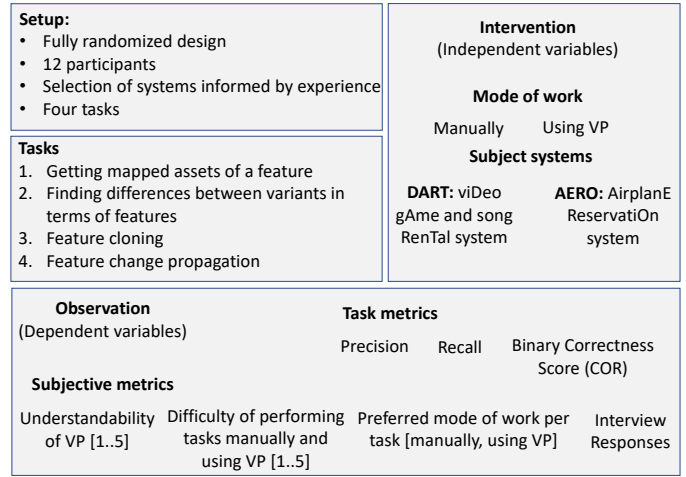 Setup:
• Fully randomized design
• 12 participants
• Selection of systems informed by experience
• Four tasks
Tasks
1. Getting mapped assets of a feature
2. Finding differences between variants in
terms of features
3. Feature cloning
4. Feature change propagation
Intervention
(Independent variables)
Mode of work
Manually Using VP
Subject systems
DART: viDeo
gAme and song
RenTal system
AERO: AirplanE
ReservatiOn
system
Observation
(Dependent variables)
Task metrics
Precision Recall Binary Correctness
Score (COR)
Subjective metrics
Understandability
of VP [1..5]
Difficulty of performing
tasks manually and
using VP [1..5]
Preferred mode of work per
task [manually, using VP]
Interview
Responses